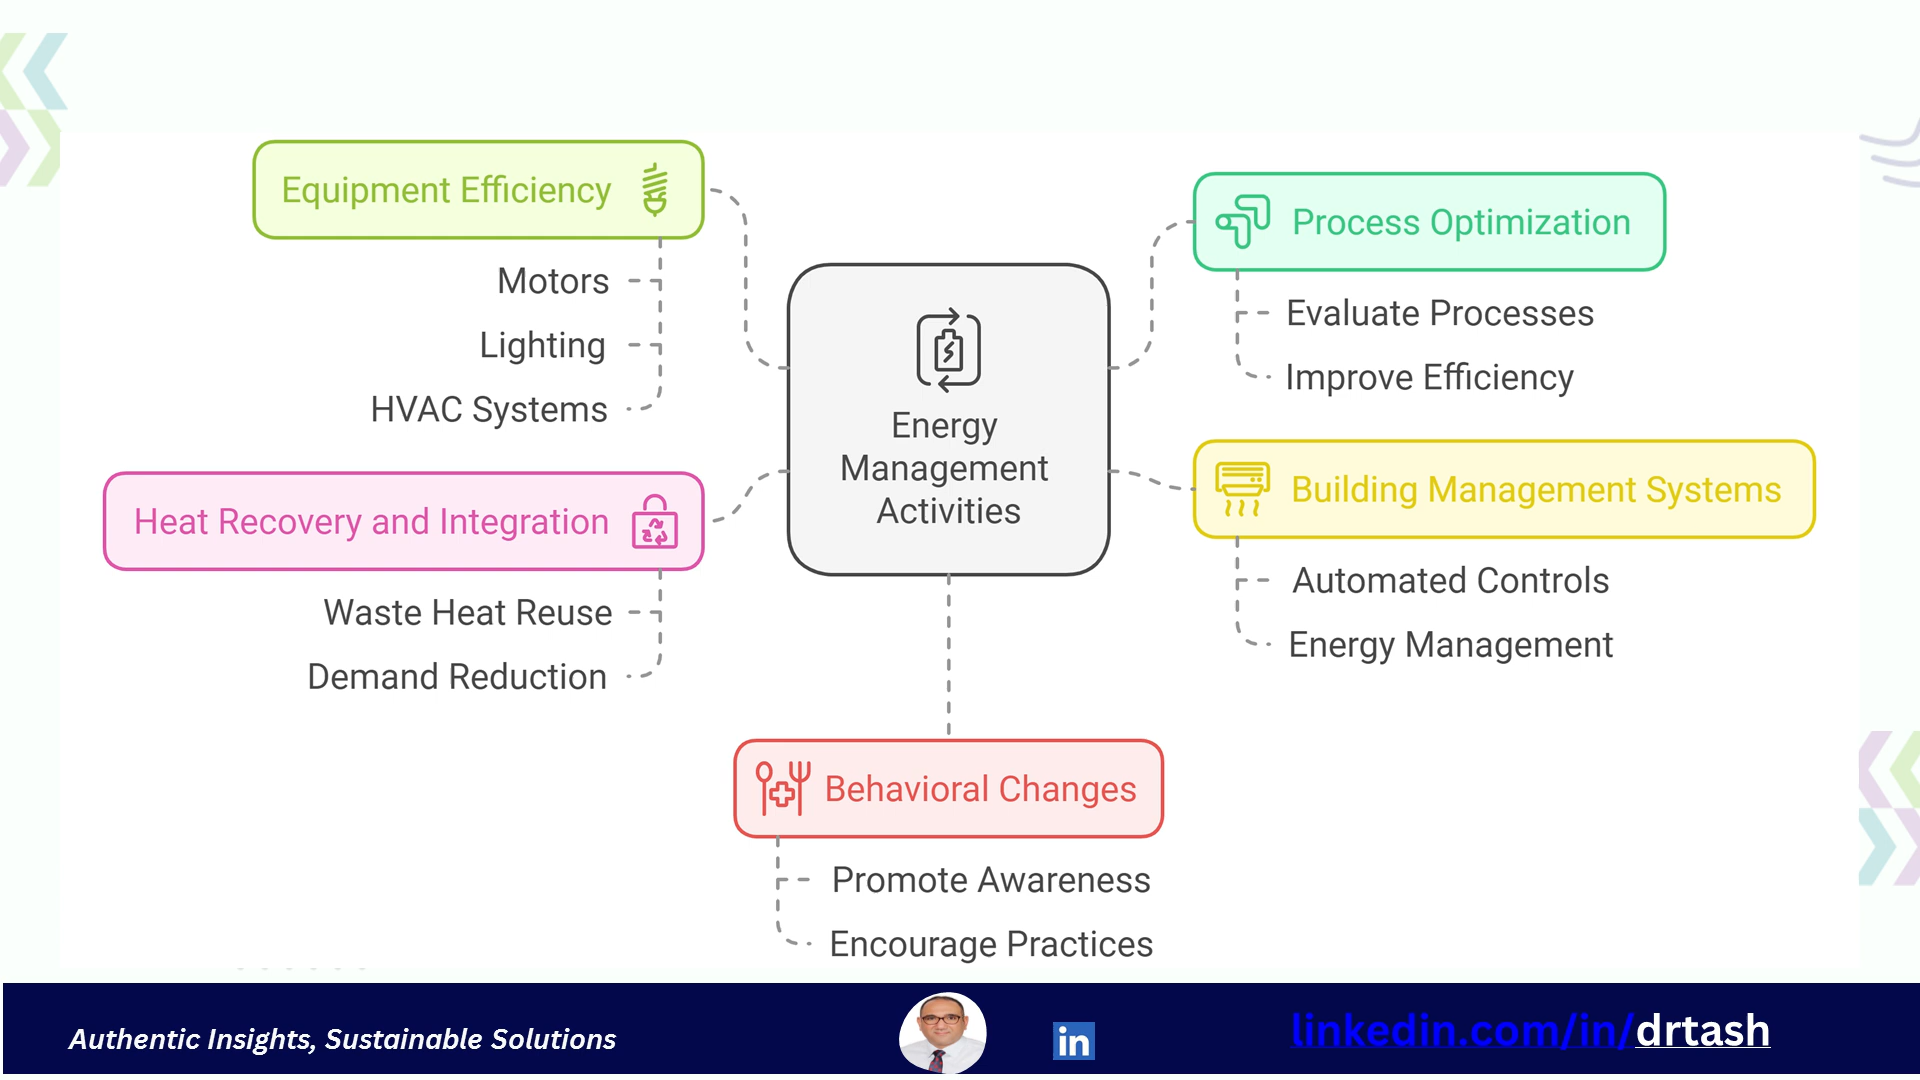 Equipment Efficiency
Motors
Lighting
HVAC Systems
Heat Recovery and Integration
Waste Heat Reuse
Demand Reduction
Energy
Management
Activities
Process Optimization
Evaluate Processes
Improve Efficiency
Building Management Systems
Automated Controls
Energy Management
Behavioral Changes
Promote Awareness
Encourage Practices
Authentic Insights, Sustainable Solutions
in
linkedin.com/in/drtash